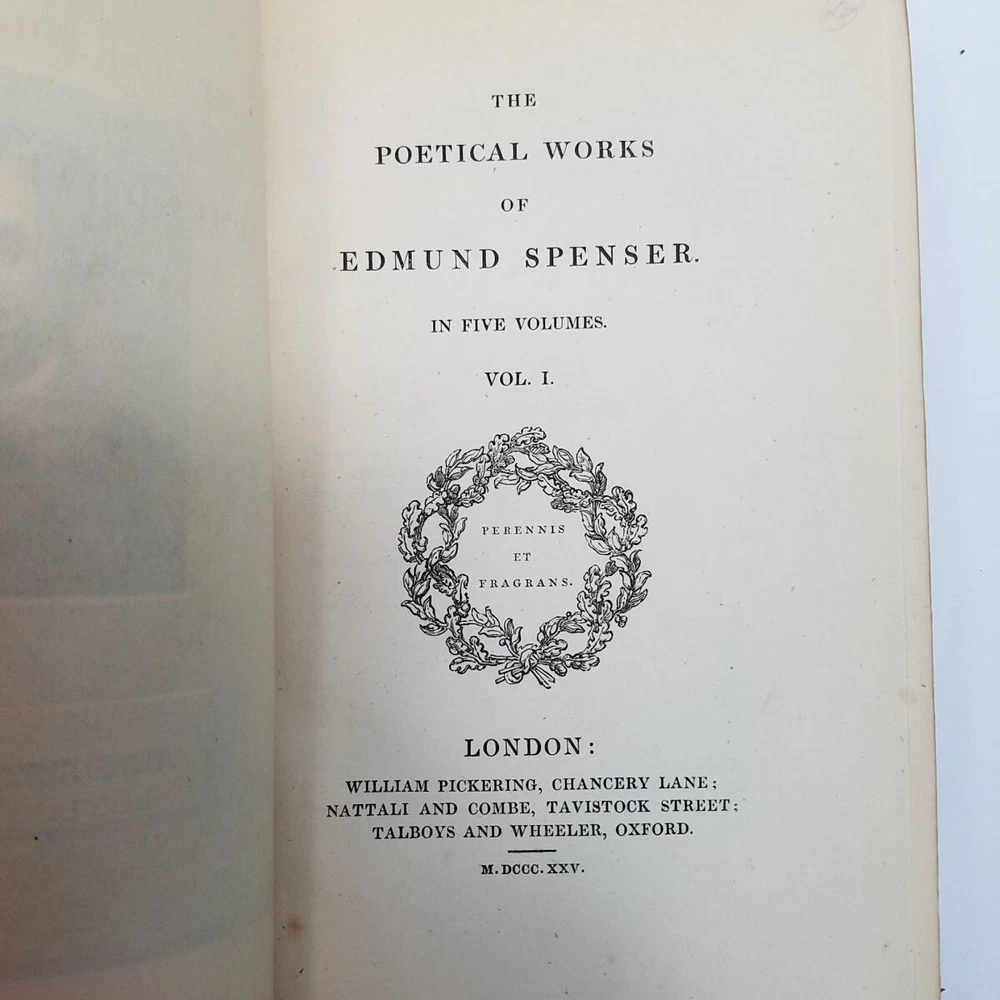 THE
POETICAL WORKS
OF
EDMUND SPENSER.
IN FIVE VOLUMES.
VOL. I.
PERENNIS
ET
FRAGRANS.
LONDON:
WILLIAM PICKERING, CHANCERY LANE;
NATTALI AND COMBE, TAVISTOCK STREET;
TALBOYS AND WHEELER, OXFORD.
M.DCCC.XXV.